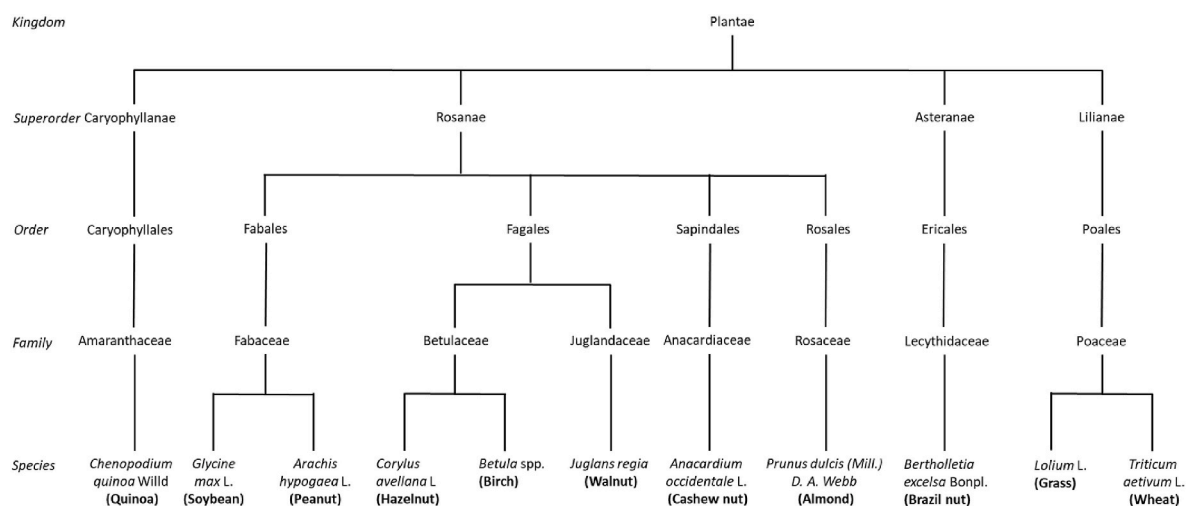 Kingdom Plantae
Superorder Caryophyllanae Rosanae Asteranae Lilianae
Order Caryophyllales Fabales Fagales Sapindales Rosales Ericales Poales
Family Amaranthaceae Fabaceae Betulaceae Juglandaceae Anacardiaceae Rosaceae Lecythidaceae Poaceae
Species Chenopodium Glycine Arachis Corylus Betula spp. Juglans regia Anacardium Prunus dulcis (Mill.) Bertholletia Lolium L. Triticum
quinoa Willd max L. hypogaea L. avellana L (Birch) (Walnut) occidentale L. D. A. Webb excelsa Bonpl. (Grass) aetivum L.
(Quinoa) (Soybean) (Peanut) (Hazelnut) (Cashew nut) (Almond) (Brazil nut) (Wheat)